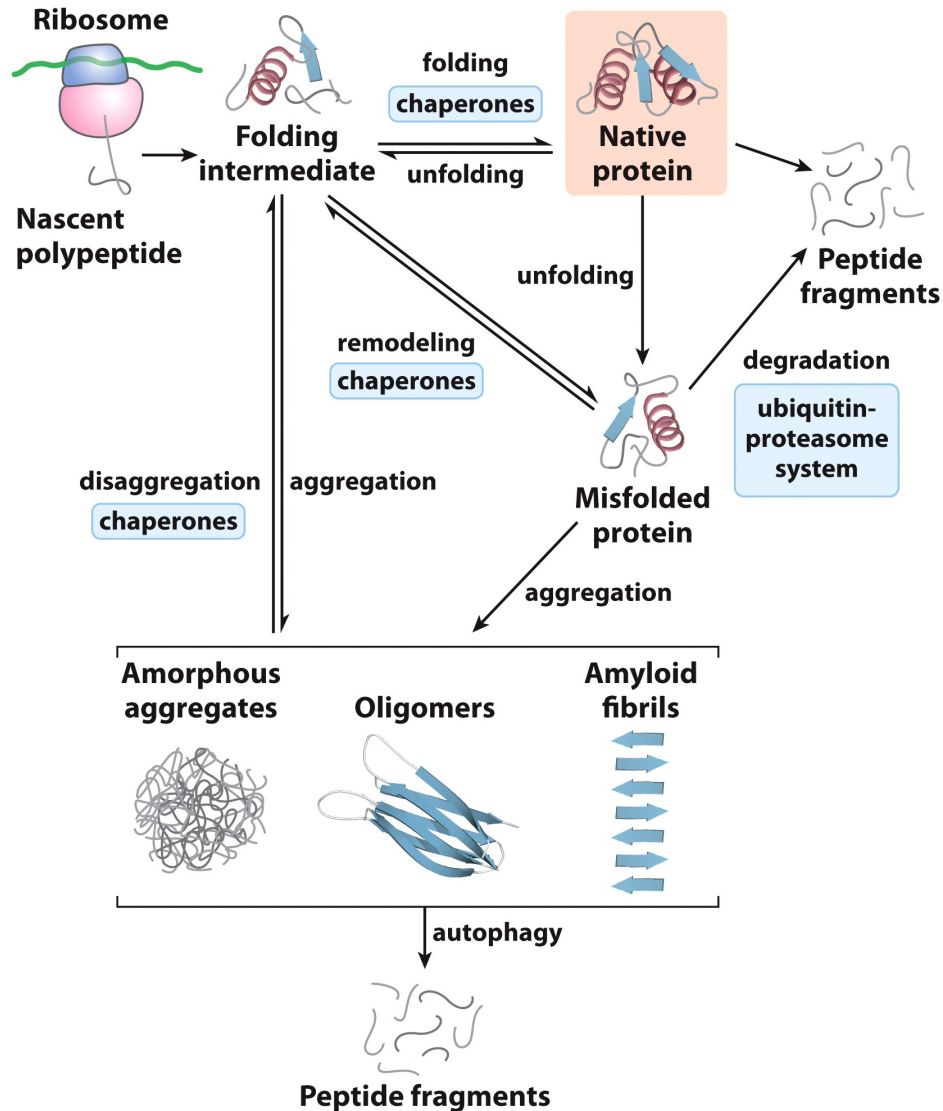 Ribosome
Nascent
polypeptide
Folding
intermediate
folding
chaperones
unfolding
Native
protein
Peptide
fragments
unfolding
remodeling
chaperones
degradation
ubiquitin-
proteasome
system
disaggregation
chaperones
aggregation
Misfolded
protein
aggregation
Amorphous
aggregates
Oligomers
Amyloid
fibrils
autophagy
Peptide fragments